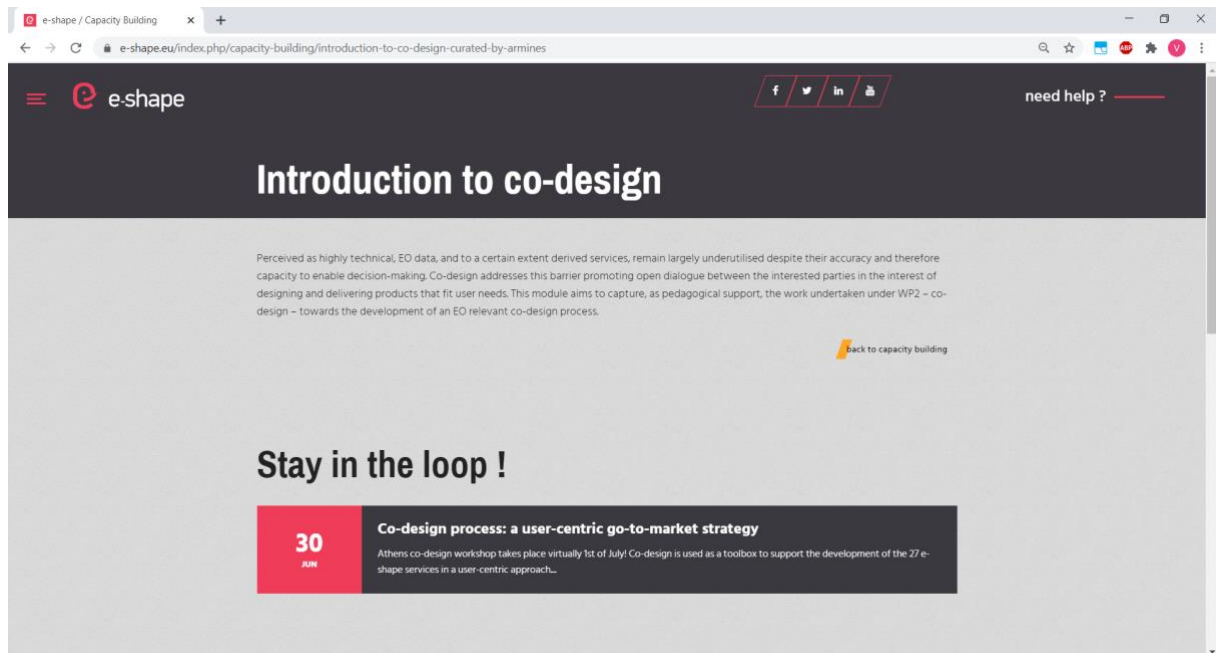 e-shape / Capacity Building
e-shape.eu/index.php/capacity-building/introduction-to-co-design-curated-by-armines
ABP
V
e-shape
f
in
need help ?
Introduction to co-design
Perceived as highly technical, EO data, and to a certain extent derived services, remain largely underutilised despite their accuracy and therefore
capacity to enable decision-making. Co-design addresses this barrier promoting open dialogue between the interested parties in the interest of
designing and delivering products that fit user needs. This module aims to capture, as pedagogical support, the work undertaken under WP2 – co-
design – towards the development of an EO relevant co-design process.
back to capacity building
Stay in the loop !
30
JUN
Co-design process: a user-centric go-to-market strategy
Athens co-design workshop takes place virtually 1st of July! Co-design is used as a toolbox to support the development of the 27 e-
shape services in a user-centric approach...